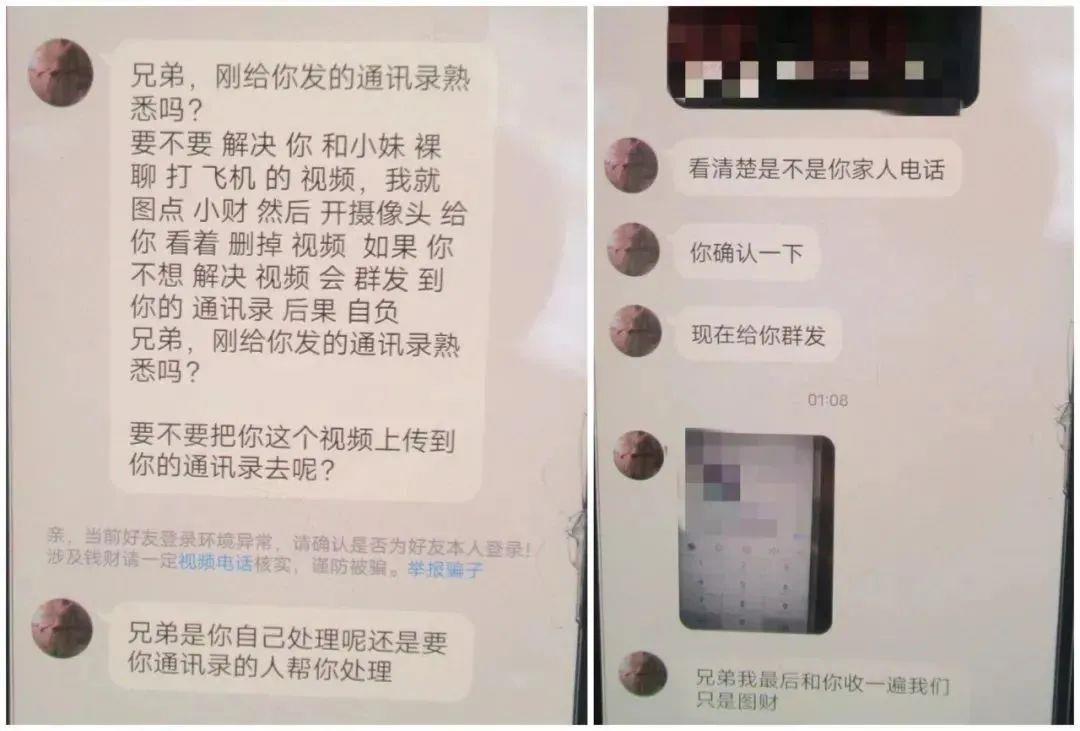 兄弟，刚给你发的通讯录熟
悉吗？
要不要 解决 你 和小妹 裸
聊 打 飞机 的 视频，我就
图点 小财 然后 开摄像头 给
你 看着 删掉 视频  如果 你
不想 解决 视频 会 群发 到
你的 通讯录 后果 自负
兄弟，刚给你发的通讯录熟
悉吗？
要不要把你这个视频上传到
你的通讯录去呢？
亲，当前好友登录环境异常，请确认是否为好友本人登录！
涉及钱财请一定视频电话核实，谨防被骗。举报骗子
兄弟是你自己处理呢还是要
你通讯录的人帮你处理
看清楚是不是你家人电话
你确认一下
现在给你群发
01:08
兄弟我最后和你收一遍我们
只是图财